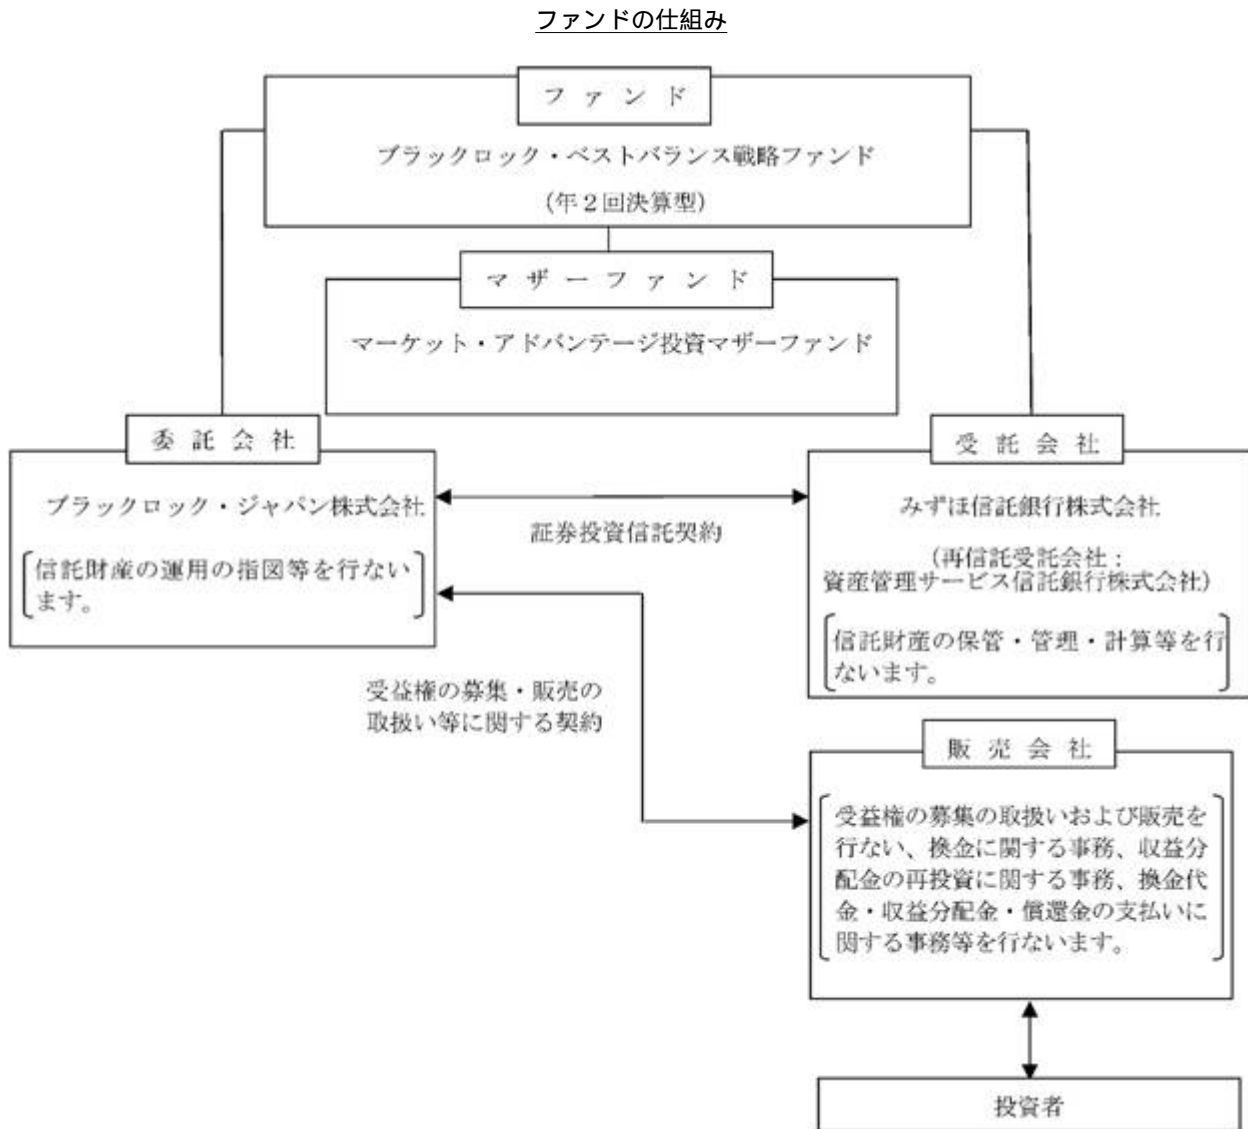 ファンドの仕組み
ファンド
ブラックロック・ベストバランス戦略ファンド
（年２回決算型）
マザーファンド
マーケット・アドバンテージ投資マザーファンド
委託会社
ブラックロック・ジャパン株式会社
信託財産の運用の指図等を行ない
ます。
証券投資信託契約
受託会社
みずほ信託銀行株式会社
（再信託受託会社：
資産管理サービス信託銀行株式会社）
信託財産の保管・管理・計算等を行
ないます。
受益権の募集・販売の
取扱い等に関する契約
販売会社
受益権の募集の取扱いおよび販売を
行ない、換金に関する事務、収益分
配金の再投資に関する事務、換金代
金・収益分配金・償還金の支払いに
関する事務等を行ないます。
投資者